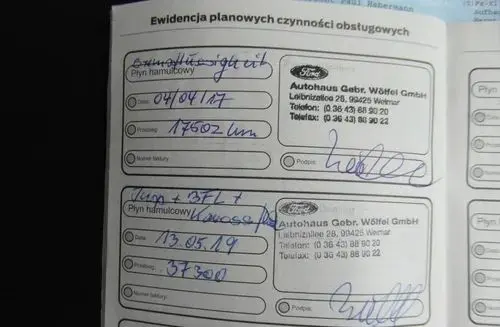 Paul Habermann
Ewidencja planowych czynności obsługowych
Płyn hamulcowy
Data: 04/04/17
Przebieg: 17502 km
Numer faktury:
Ford
Autohaus Gebr. Wölfel GmbH
Leibnizallee 28, 99425 Weimar
Telefon: (0 36 43) 88 90 20
Telefax: (0 36 43) 88 90 22
Podpis:
+ BFL +
Płyn hamulcowy
Data: 13.05.19
Przebieg: 37300
Numer faktury:
Ford
Autohaus Gebr. Wölfel GmbH
Leibnizallee 28, 99425 Weimar
Telefon: (0 36 43) 88 90 20
Telefax: (0 36 43) 88 90 22
Podpis: